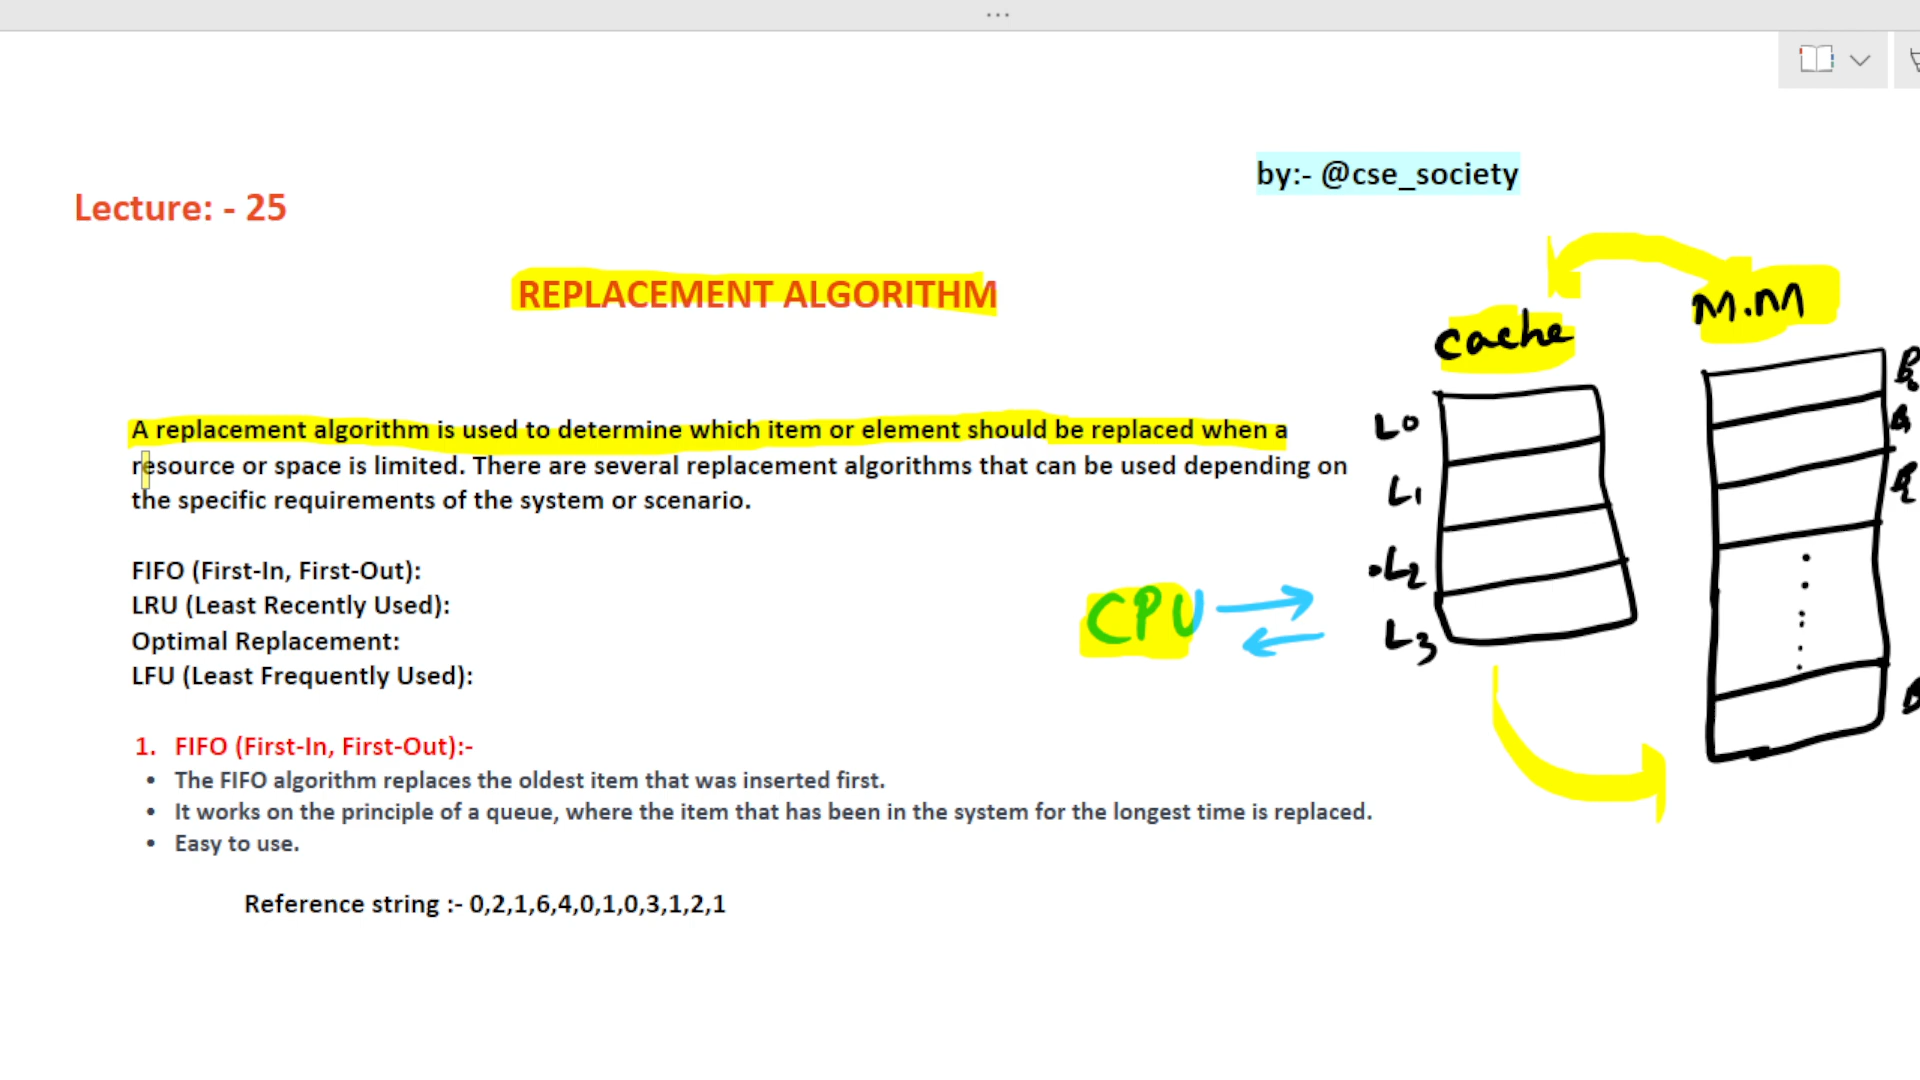 by:- @cse_society
Lecture: - 25
REPLACEMENT ALGORITHM
M.M
Cache
A replacement algorithm is used to determine which item or element should be replaced when a
resource or space is limited. There are several replacement algorithms that can be used depending on
the specific requirements of the system or scenario.
L0
L1
L2
L3
CPU
FIFO (First-In, First-Out):
LRU (Least Recently Used):
Optimal Replacement:
LFU (Least Frequently Used):
1. FIFO (First-In, First-Out):-
• The FIFO algorithm replaces the oldest item that was inserted first.
• It works on the principle of a queue, where the item that has been in the system for the longest time is replaced.
• Easy to use.
Reference string :- 0,2,1,6,4,0,1,0,3,1,2,1